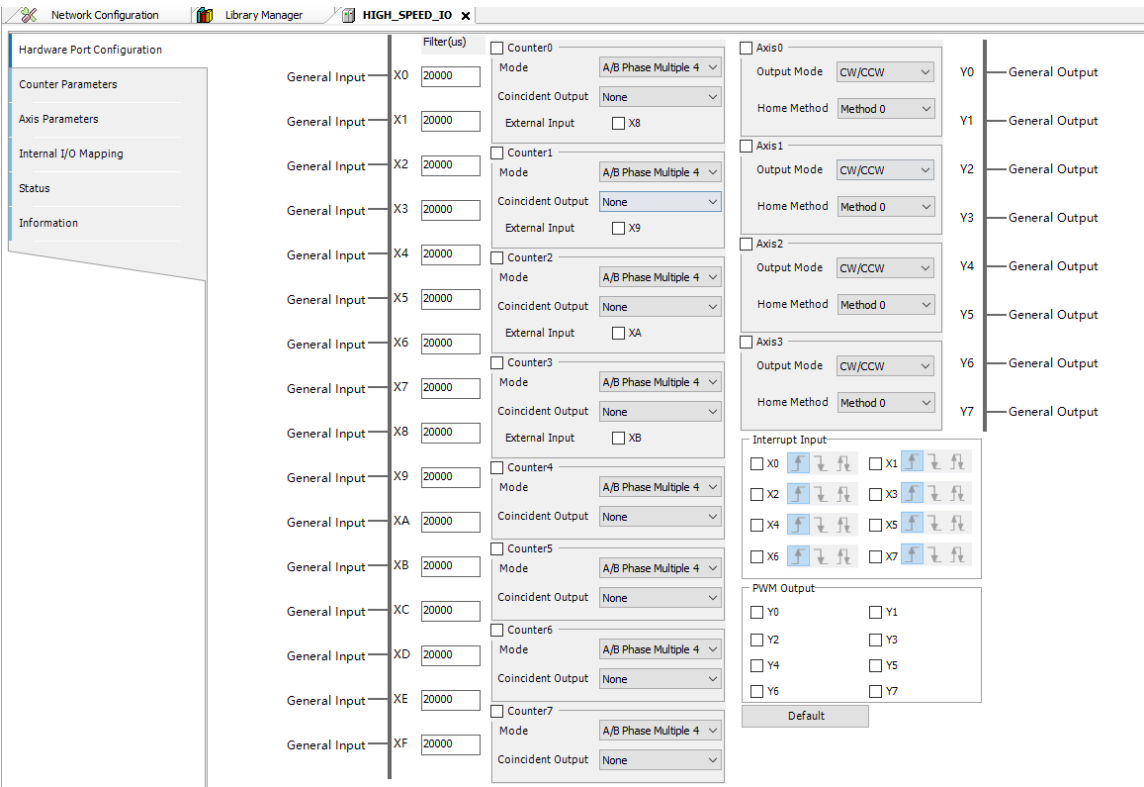 Network Configuration
Library Manager
HIGH_SPEED_IO
Hardware Port Configuration
Counter Parameters
Axis Parameters
Internal I/O Mapping
Status
Information
Filter(us)
General Input X0 20000
General Input X1 20000
General Input X2 20000
General Input X3 20000
General Input X4 20000
General Input X5 20000
General Input X6 20000
General Input X7 20000
General Input X8 20000
General Input X9 20000
General Input XA 20000
General Input XB 20000
General Input XC 20000
General Input XD 20000
General Input XE 20000
General Input XF 20000
Counter0
Mode A/B Phase Multiple 4
Coincident Output None
External Input X8
Counter1
Mode A/B Phase Multiple 4
Coincident Output None
External Input X9
Counter2
Mode A/B Phase Multiple 4
Coincident Output None
External Input XA
Counter3
Mode A/B Phase Multiple 4
Coincident Output None
External Input XB
Counter4
Mode A/B Phase Multiple 4
Coincident Output None
Counter5
Mode A/B Phase Multiple 4
Coincident Output None
Counter6
Mode A/B Phase Multiple 4
Coincident Output None
Counter7
Mode A/B Phase Multiple 4
Coincident Output None
Axis0
Output Mode CW/CCW
Home Method Method 0
Axis1
Output Mode CW/CCW
Home Method Method 0
Axis2
Output Mode CW/CCW
Home Method Method 0
Axis3
Output Mode CW/CCW
Home Method Method 0
Y0 General Output
Y1 General Output
Y2 General Output
Y3 General Output
Y4 General Output
Y5 General Output
Y6 General Output
Y7 General Output
Interrupt Input
X0 X1
X2 X3
X4 X5
X6 X7
PWM Output
Y0 Y1
Y2 Y3
Y4 Y5
Y6 Y7
Default